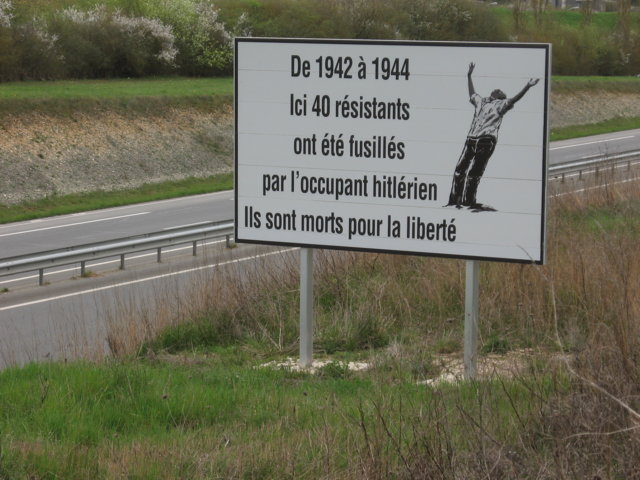 De 1942 à 1944
Ici 40 résistants
ont été fusillés
par l'occupant hitlérien
Ils sont morts pour la liberté